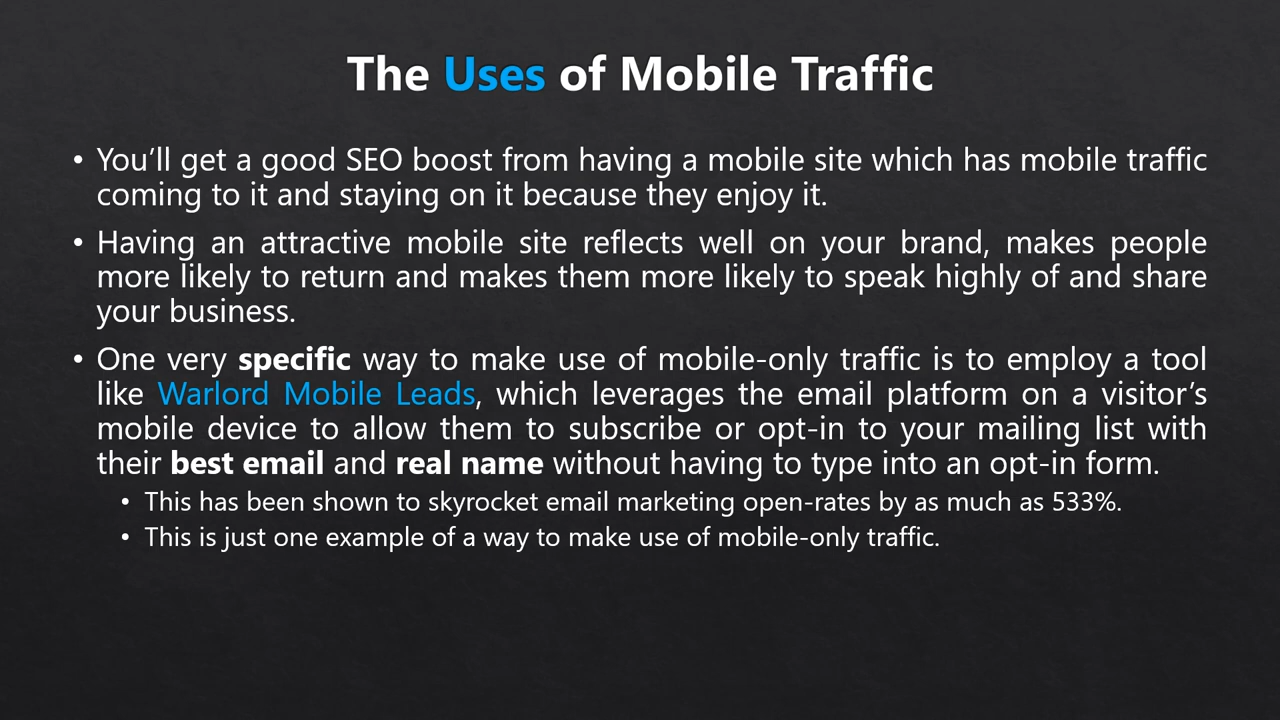 The Uses of Mobile Traffic
• You’ll get a good SEO boost from having a mobile site which has mobile traffic
coming to it and staying on it because they enjoy it.
• Having an attractive mobile site reflects well on your brand, makes people
more likely to return and makes them more likely to speak highly of and share
your business.
• One very specific way to make use of mobile-only traffic is to employ a tool
like Warlord Mobile Leads, which leverages the email platform on a visitor’s
mobile device to allow them to subscribe or opt-in to your mailing list with
their best email and real name without having to type into an opt-in form.
• This has been shown to skyrocket email marketing open-rates by as much as 533%.
• This is just one example of a way to make use of mobile-only traffic.